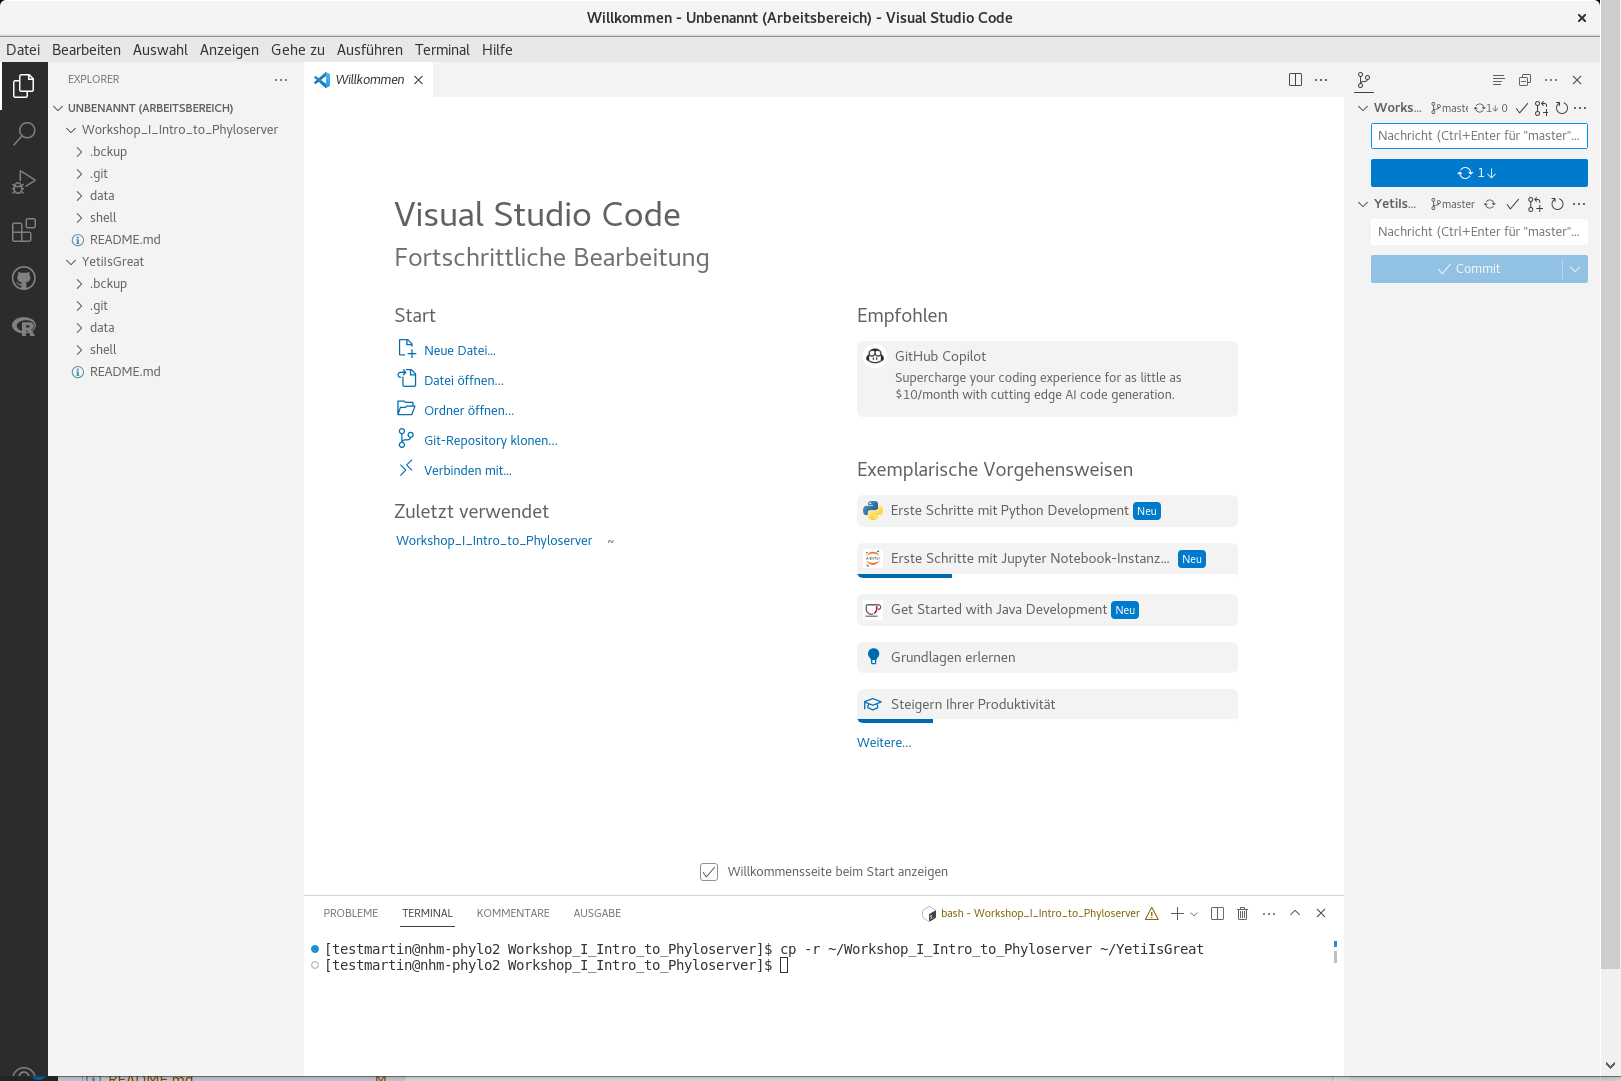 Willkommen - Unbenannt (Arbeitsbereich) - Visual Studio Code
Datei Bearbeiten Auswahl Anzeigen Gehe zu Ausführen Terminal Hilfe
EXPLORER
UNBENANNT (ARBEITSBEREICH)
Workshop_I_Intro_to_Phyloserver
.bckup
.git
data
shell
README.md
YetiIsGreat
.bckup
.git
data
shell
README.md
Willkommen
Visual Studio Code
Fortschrittliche Bearbeitung
Start
Neue Datei...
Datei öffnen...
Ordner öffnen...
Git-Repository klonen...
Verbinden mit...
Zuletzt verwendet
Workshop_I_Intro_to_Phyloserver ~
Empfohlen
GitHub Copilot
Supercharge your coding experience for as little as
$10/month with cutting edge AI code generation.
Exemplarische Vorgehensweisen
Erste Schritte mit Python Development Neu
Erste Schritte mit Jupyter Notebook-Instanz... Neu
Get Started with Java Development Neu
Grundlagen erlernen
Steigern Ihrer Produktivität
Weitere...
Willkommensseite beim Start anzeigen
PROBLEME TERMINAL KOMMENTARE AUSGABE
bash - Workshop_I_Intro_to_Phyloserver
[testmartin@nhm-phylo2 Workshop_I_Intro_to_Phyloserver]$ cp -r ~/Workshop_I_Intro_to_Phyloserver ~/YetiIsGreat
[testmartin@nhm-phylo2 Workshop_I_Intro_to_Phyloserver]$
Works... maste 1↓ 0
Nachricht (Ctrl+Enter für "master"...
1↓
YetiIs... master
Nachricht (Ctrl+Enter für "master"...
Commit
README.md M